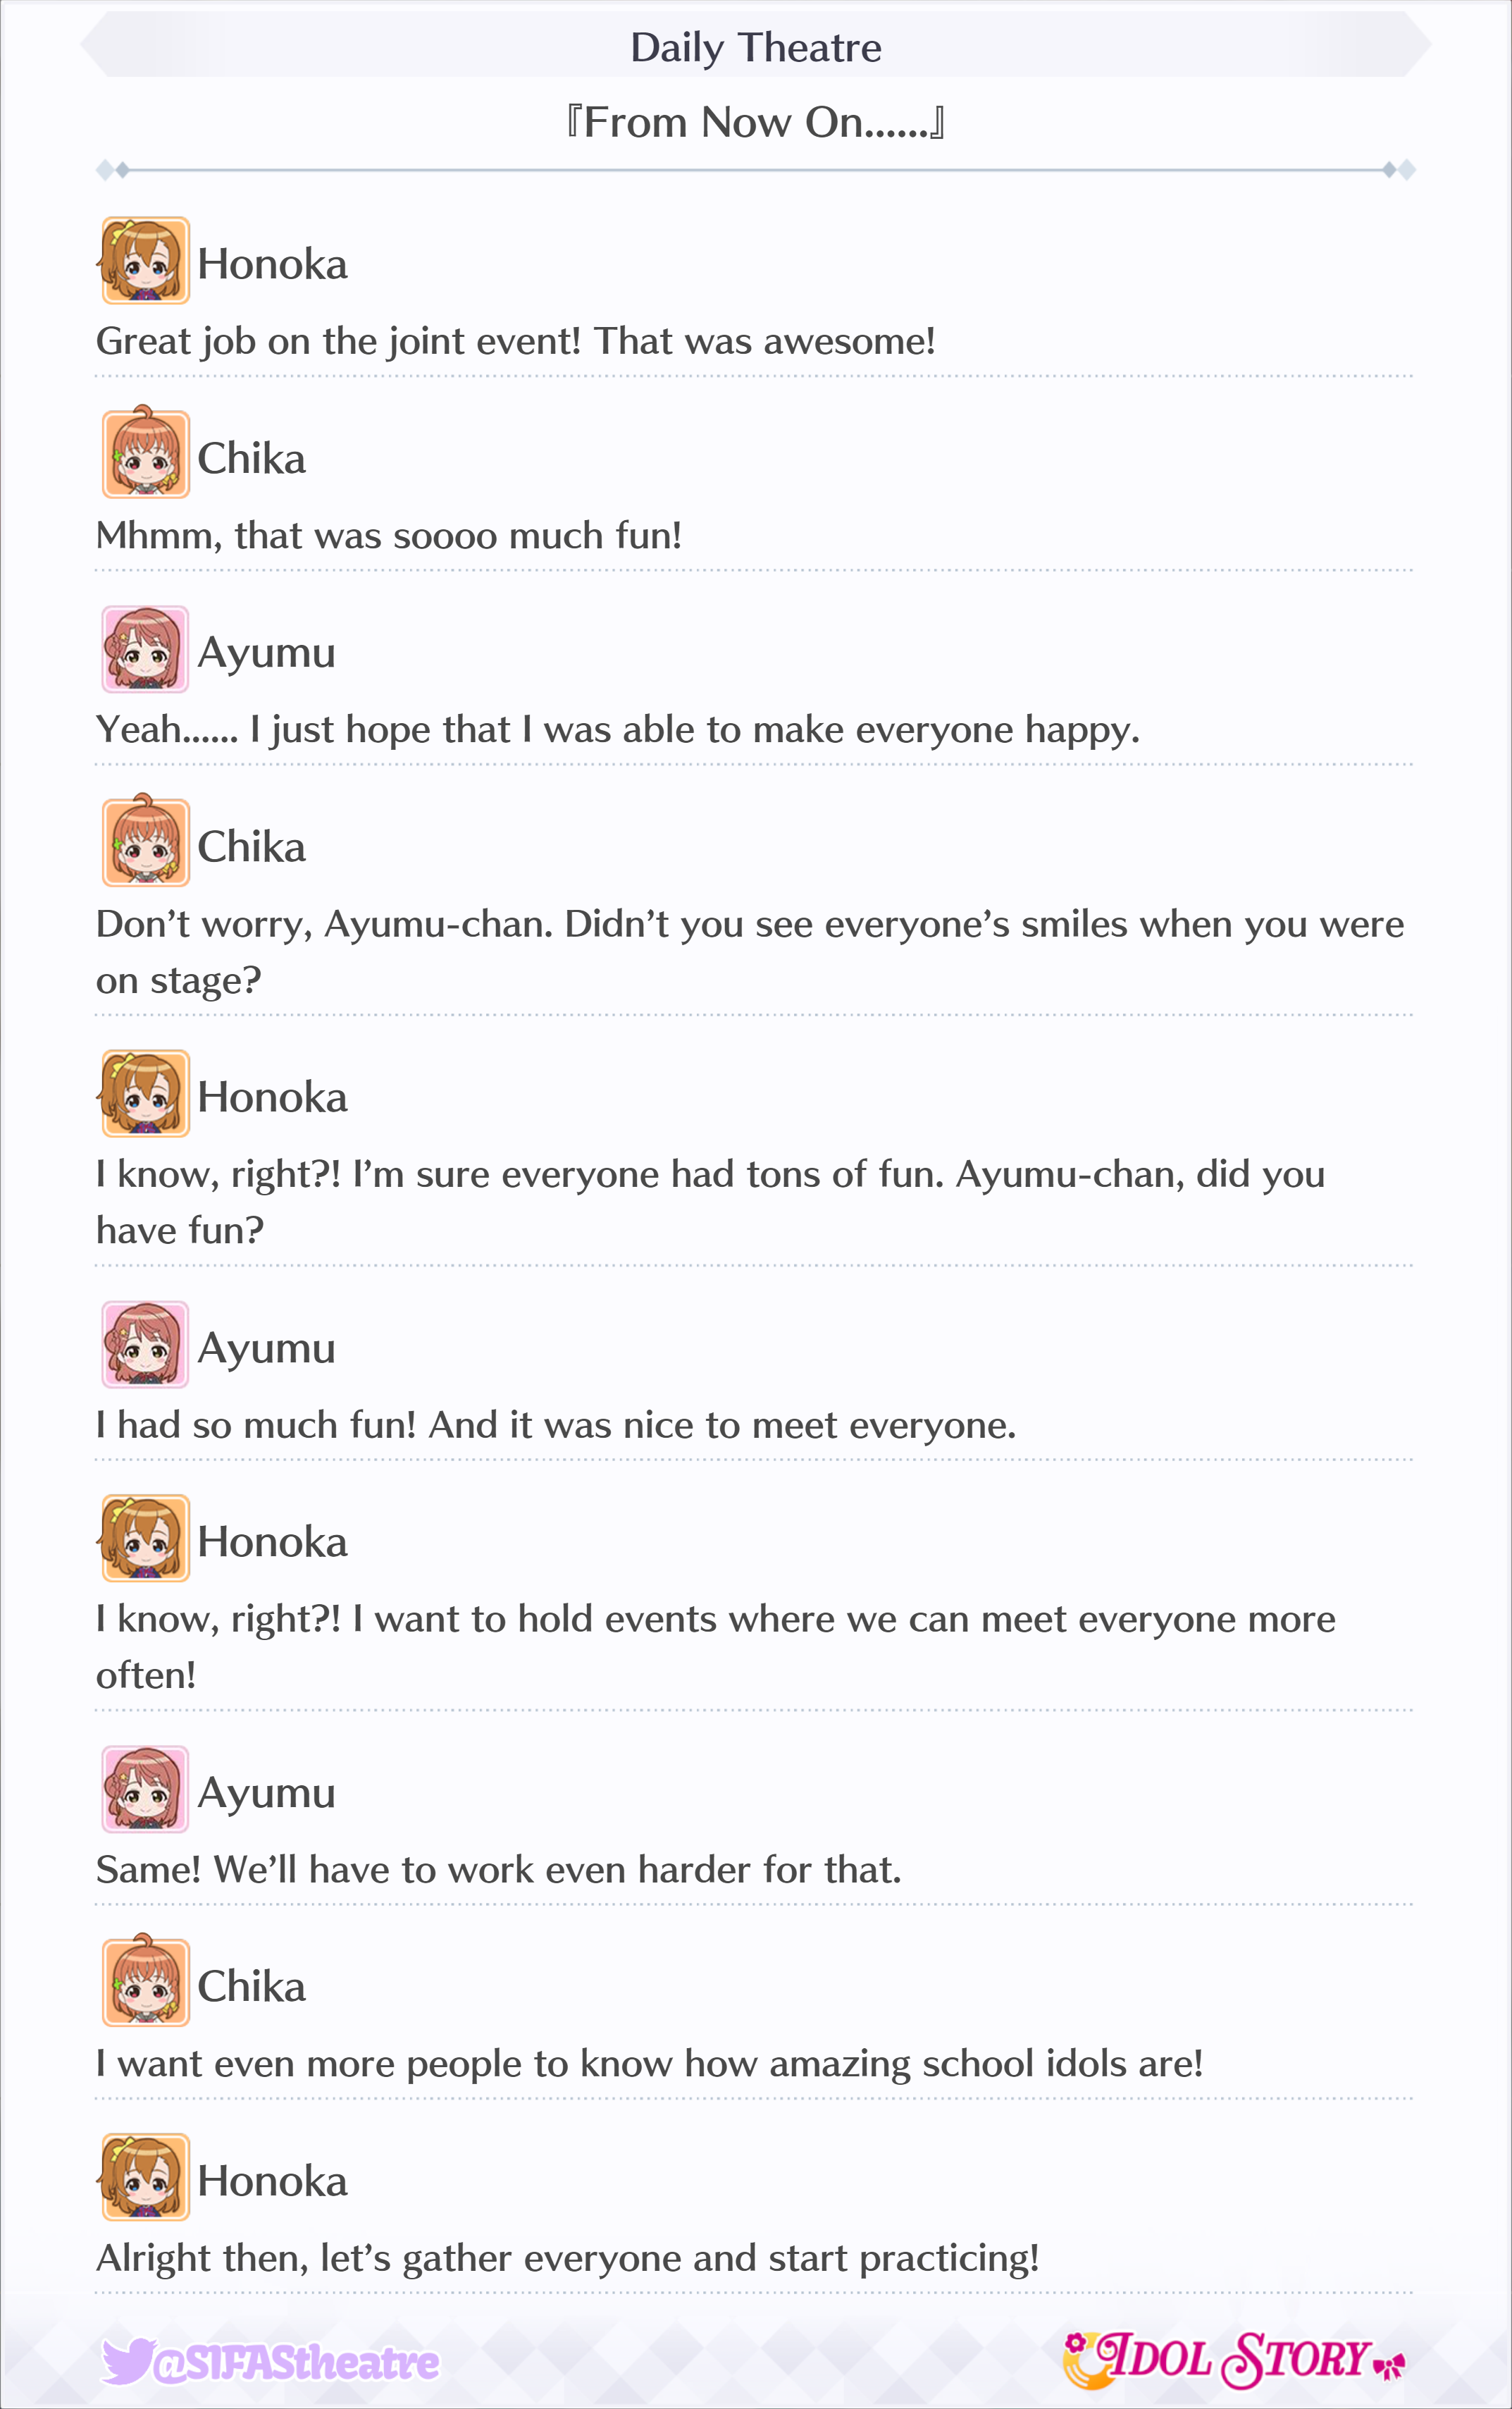 Daily Theatre
『From Now On......』
Honoka
Great job on the joint event! That was awesome!
Chika
Mhmm, that was soooo much fun!
Ayumu
Yeah...... I just hope that I was able to make everyone happy.
Chika
Don’t worry, Ayumu-chan. Didn’t you see everyone’s smiles when you were
on stage?
Honoka
I know, right?! I’m sure everyone had tons of fun. Ayumu-chan, did you
have fun?
Ayumu
I had so much fun! And it was nice to meet everyone.
Honoka
I know, right?! I want to hold events where we can meet everyone more
often!
Ayumu
Same! We’ll have to work even harder for that.
Chika
I want even more people to know how amazing school idols are!
Honoka
Alright then, let’s gather everyone and start practicing!
@SIFAStheatre
IDOL STORY